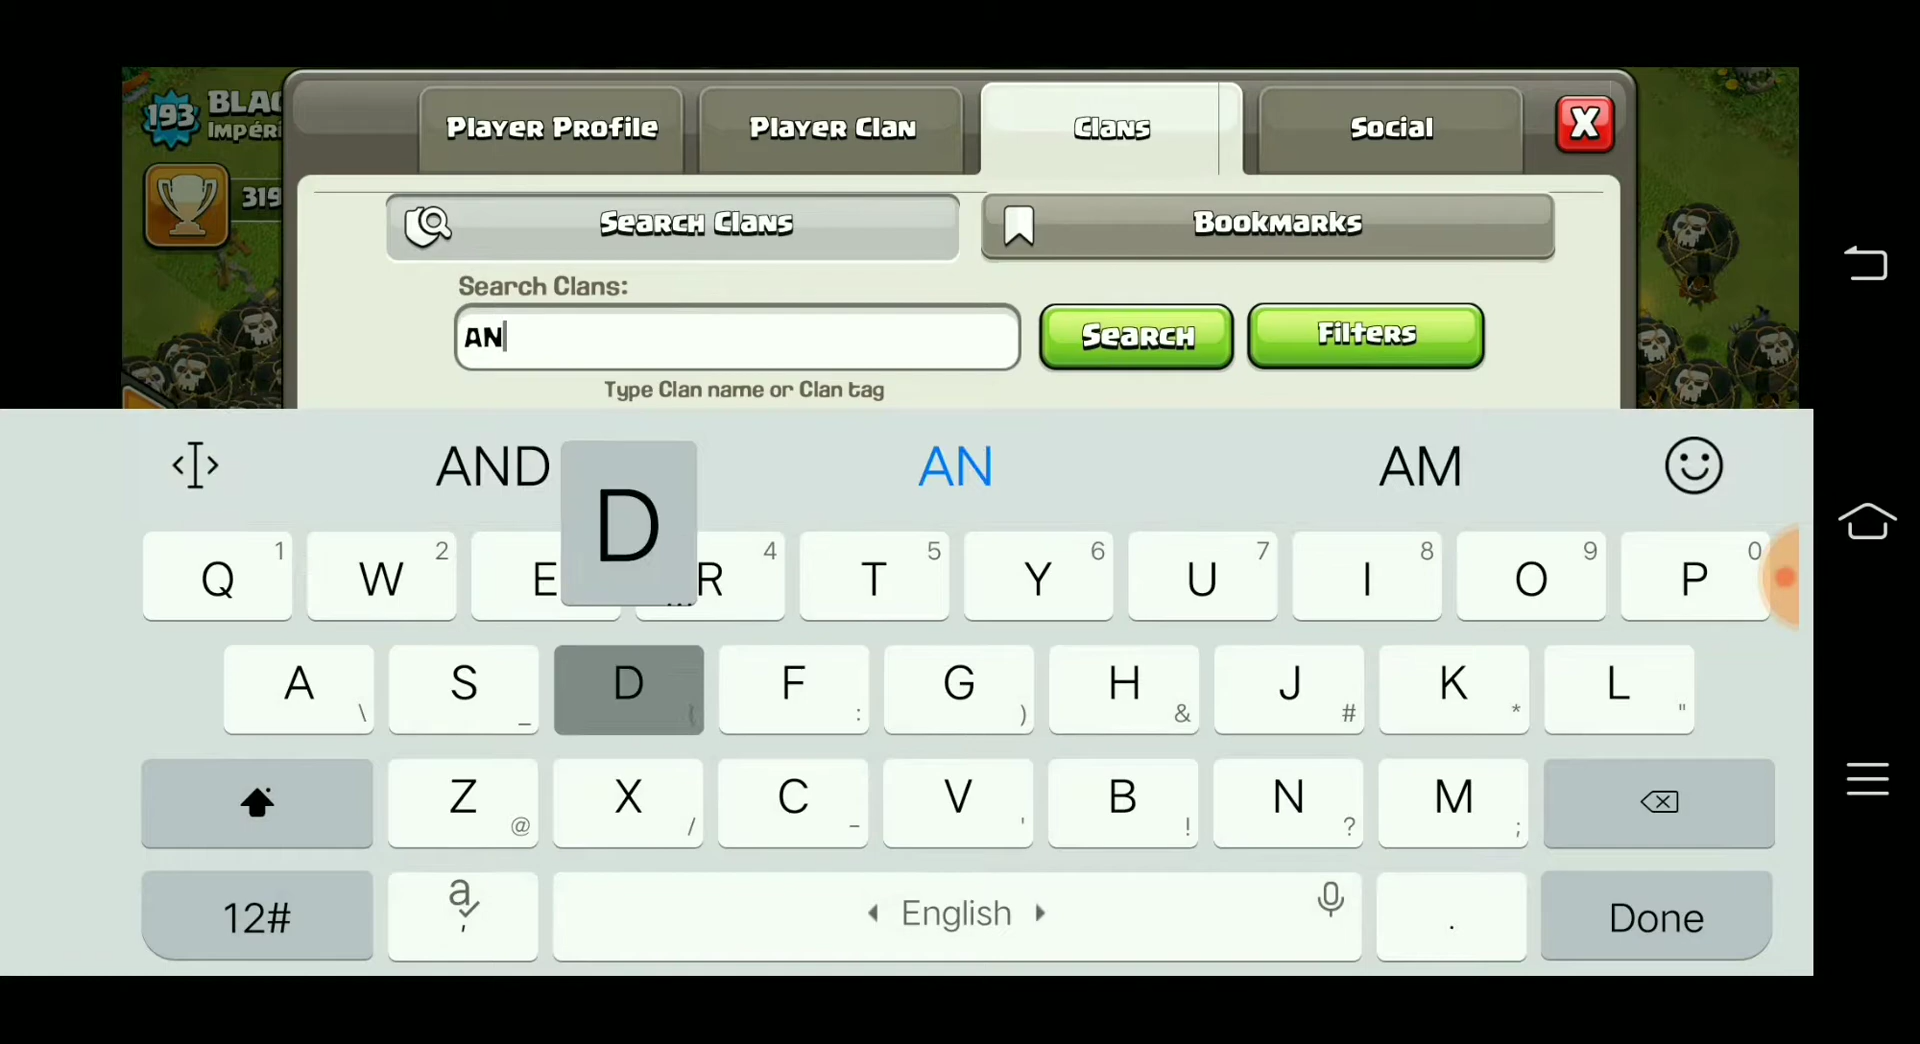 193
Player Profile
Player Clan
Clans
Social
X
Search Clans
Bookmarks
Search Clans:
AN
Search
Filters
Type Clan name or Clan tag
AND
AN
AM
D
Q 1 W 2 E R 4 T 5 Y 6 U 7 I 8 O 9 P 0
A \ S _ D ( F : G ) H & J # K * L "
Z @ X / C - V ' B ! N ? M ;
12# a , English . Done